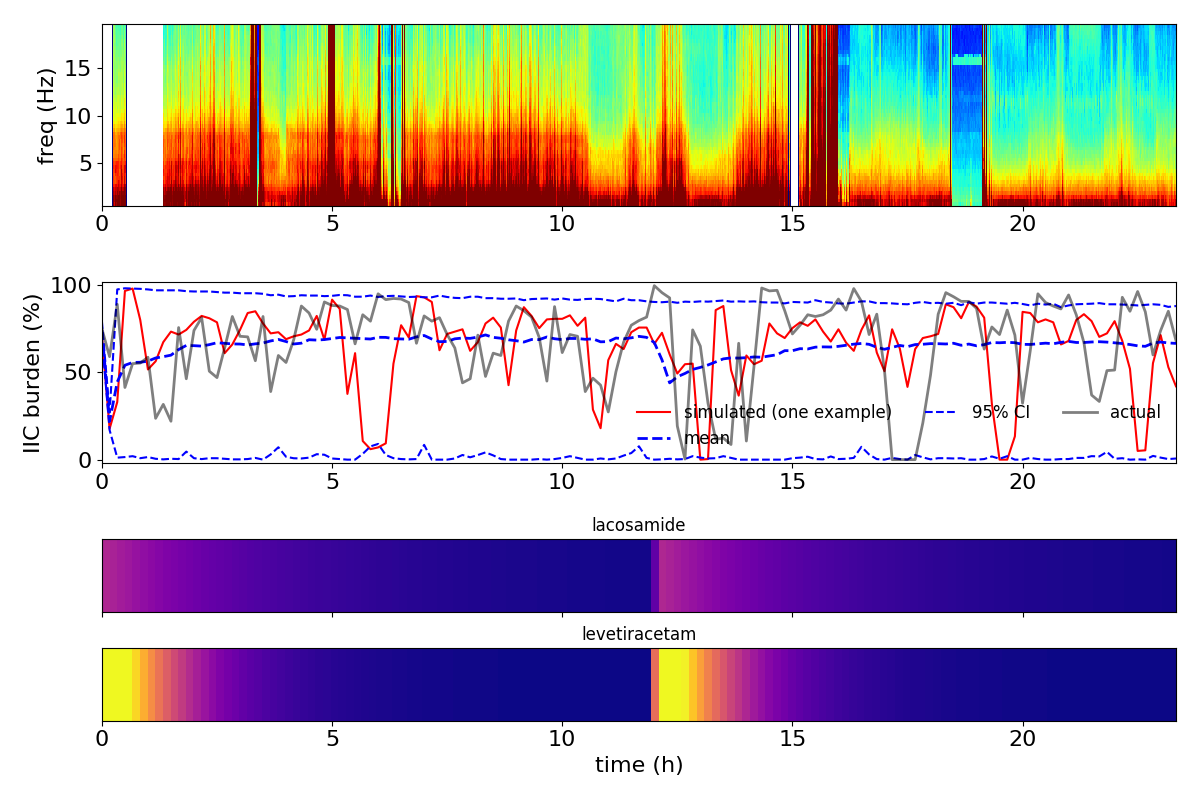 freq (Hz)
15
10
5
0 5 10 15 20
IIC burden (%)
100
50
0
simulated (one example) 95% CI actual
mean
0 5 10 15 20
lacosamide
levetiracetam
0 5 10 15 20
time (h)